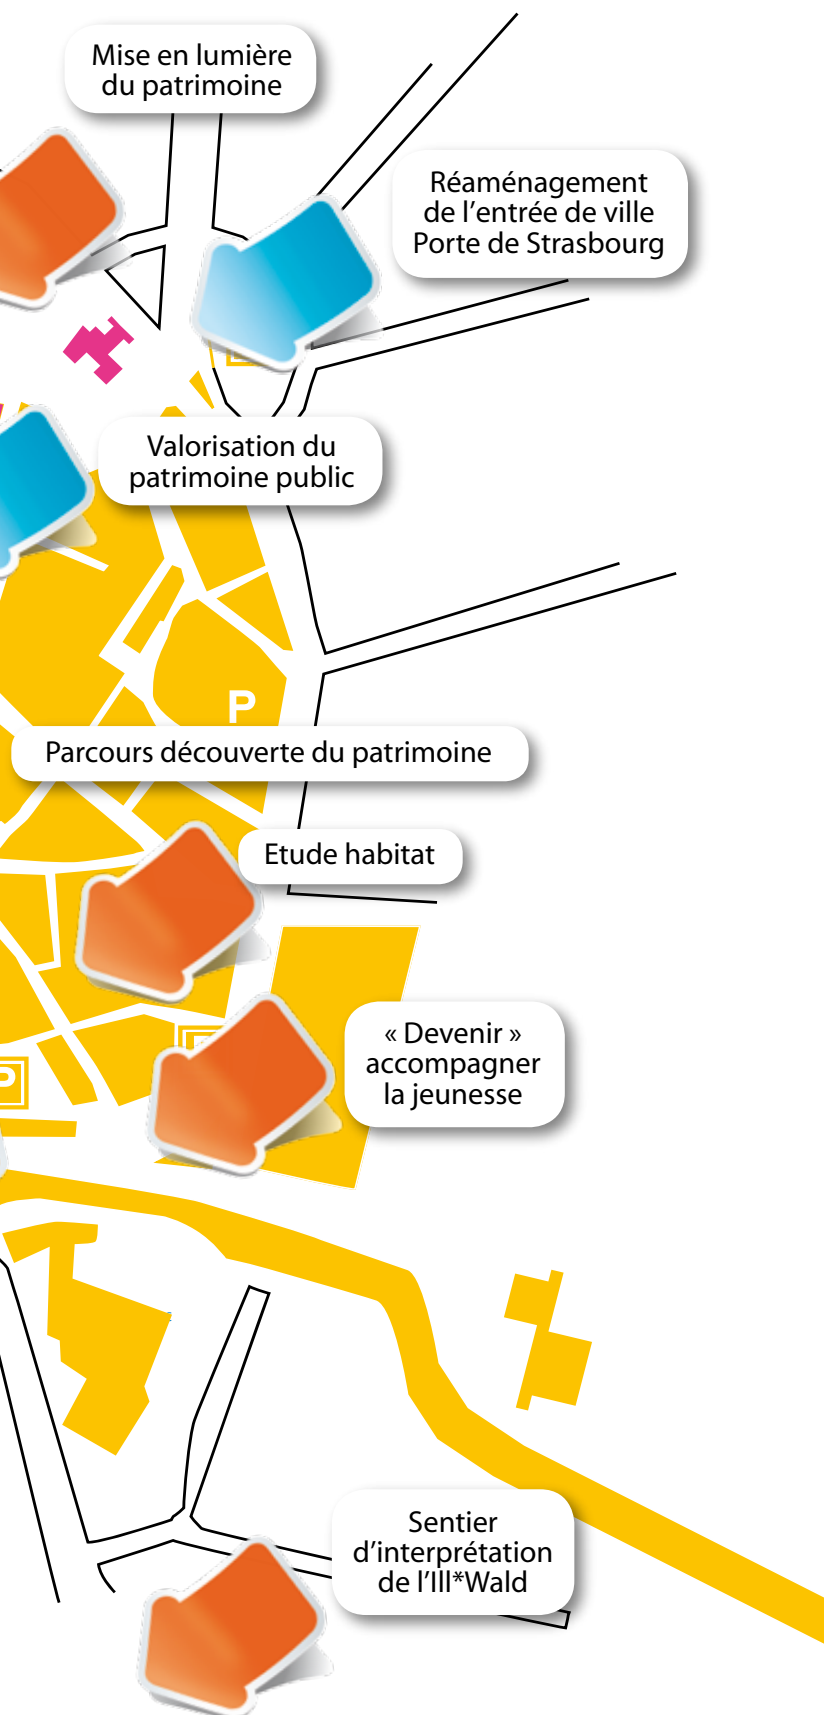 Mise en lumière
du patrimoine
Réaménagement
de l'entrée de ville
Porte de Strasbourg
Valorisation du
patrimoine public
P
Parcours découverte du patrimoine
Etude habitat
« Devenir »
accompagner
la jeunesse
P
Sentier
d'interprétation
de l'Ill*Wald